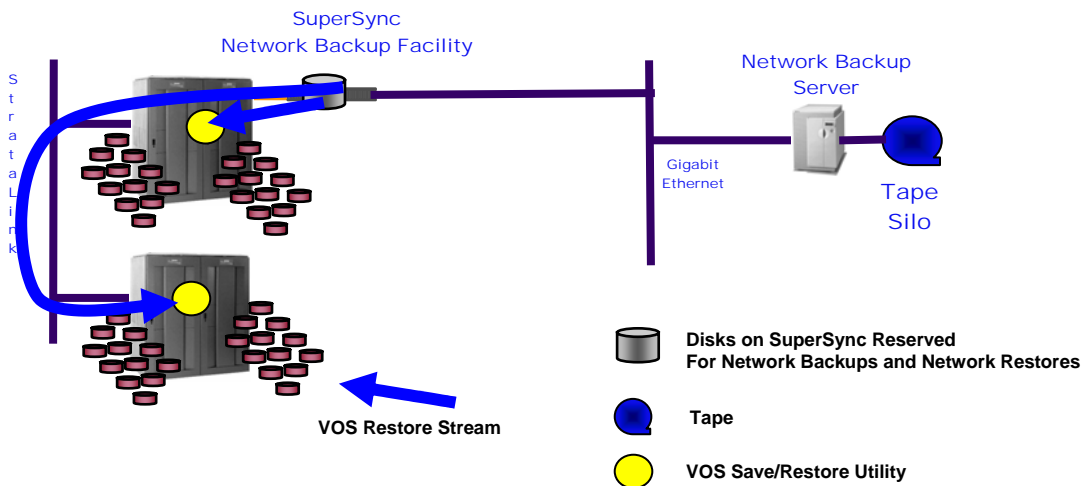 SuperSync
Network Backup Facility
StrataLink
Network Backup
Server
Gigabit
Ethernet
Tape
Silo
Disks on SuperSync Reserved
For Network Backups and Network Restores
VOS Restore Stream
Tape
VOS Save/Restore Utility